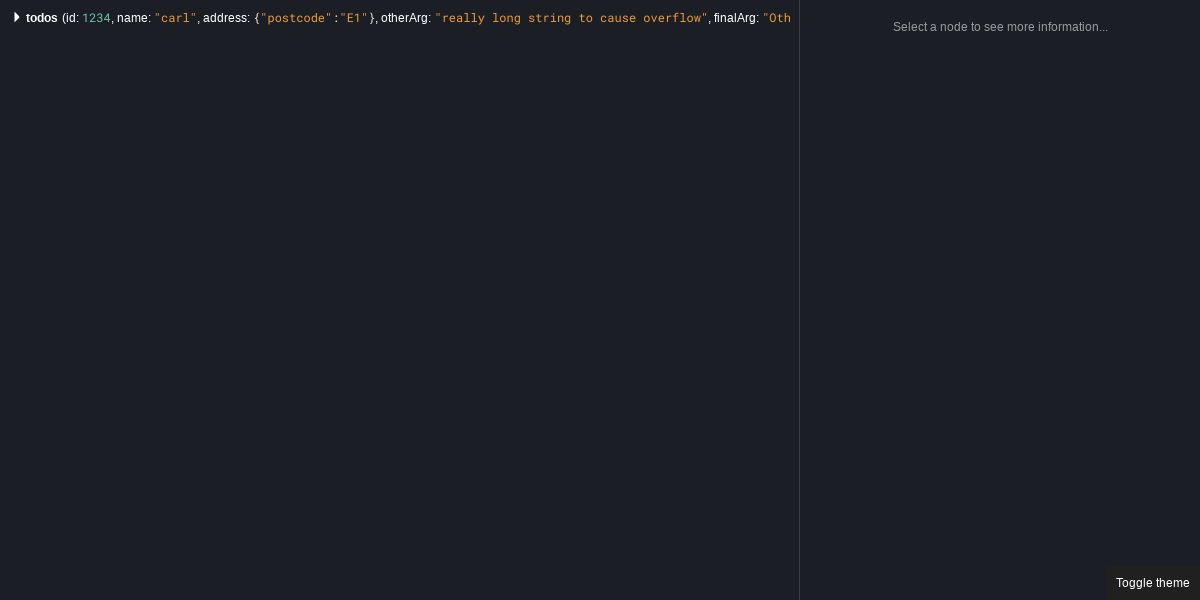 todos (id: 1234, name: "carl", address: {"postcode":"E1"}, otherArg: "really long string to cause overflow", finalArg: "Oth
Select a node to see more information...
Toggle theme